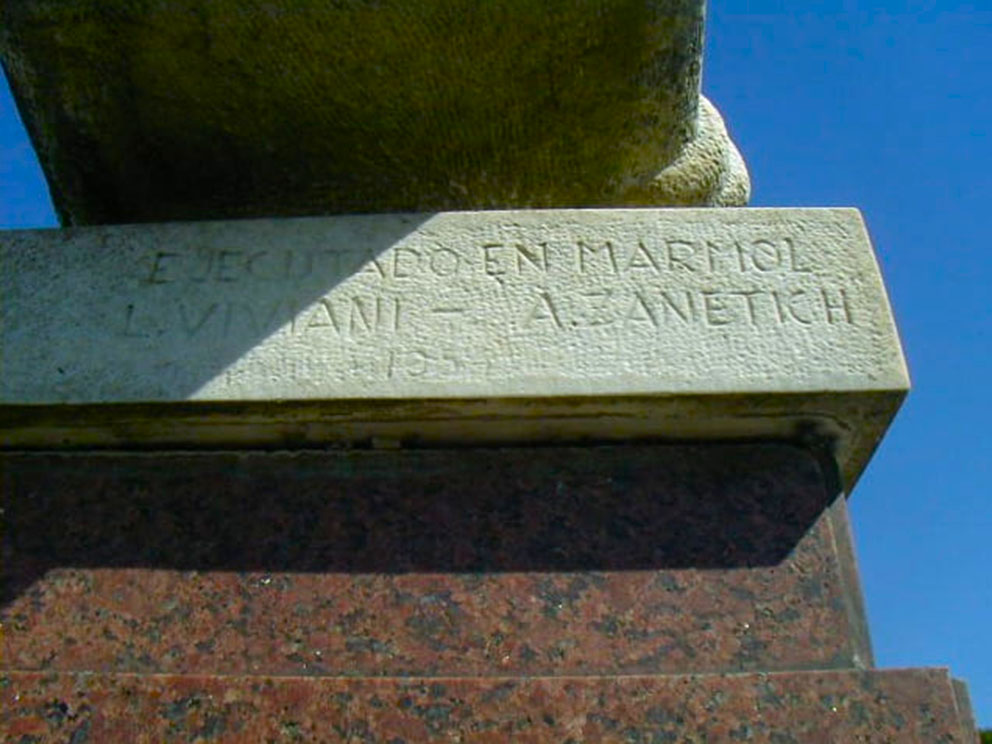 EJECUTADO EN MARMOL
L. VIVIANI - A. ZANETICH